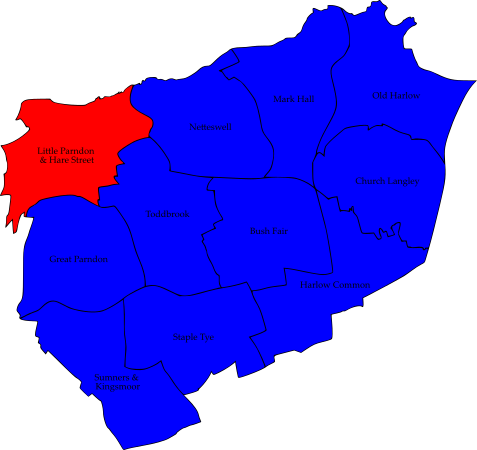 Mark Hall
Old Harlow
Netteswell
Little Parndon
& Hare Street
Church Langley
Toddbrook
Bush Fair
Great Parndon
Harlow Common
Staple Tye
Sumners &
Kingsmoor